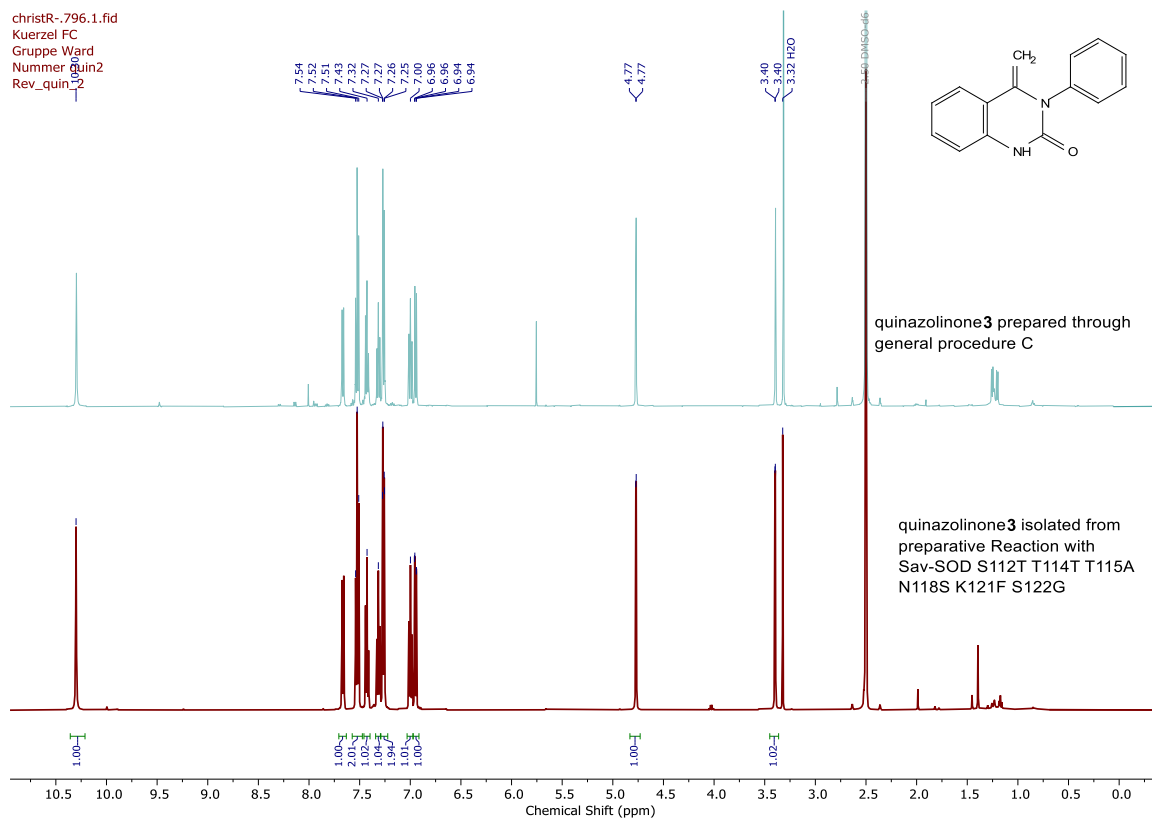 christR-.796.1.fid
Kuerzel FC
Gruppe Ward
Nummer quin2
Rev_quin_2
10.30
7.54
7.52
7.51
7.43
7.32
7.27
7.27
7.26
7.25
7.00
6.96
6.96
6.94
6.94
4.77
4.77
3.40
3.40
3.32 H2O
2.50 DMSO-d6
CH2
N
NH
O
quinazolinone3 prepared through
general procedure C
quinazolinone3 isolated from
preparative Reaction with
Sav-SOD S112T T114T T115A
N118S K121F S122G
1.00
1.00
2.01
1.02
1.04
1.94
1.01
1.00
1.00
1.02
10.5 10.0 9.5 9.0 8.5 8.0 7.5 7.0 6.5 6.0 5.5 5.0 4.5 4.0 3.5 3.0 2.5 2.0 1.5 1.0 0.5 0.0
Chemical Shift (ppm)